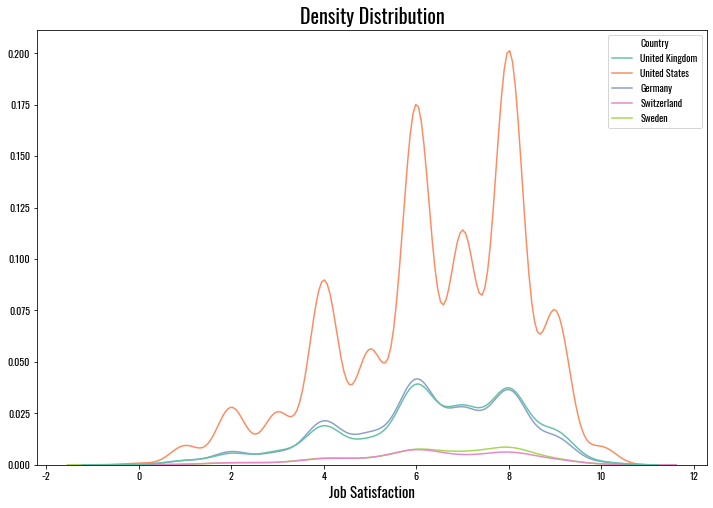 Density Distribution
Country
United Kingdom
United States
Germany
Switzerland
Sweden
0.200
0.175
0.150
0.125
0.100
0.075
0.050
0.025
0.000
-2
0
2
4
6
8
10
12
Job Satisfaction